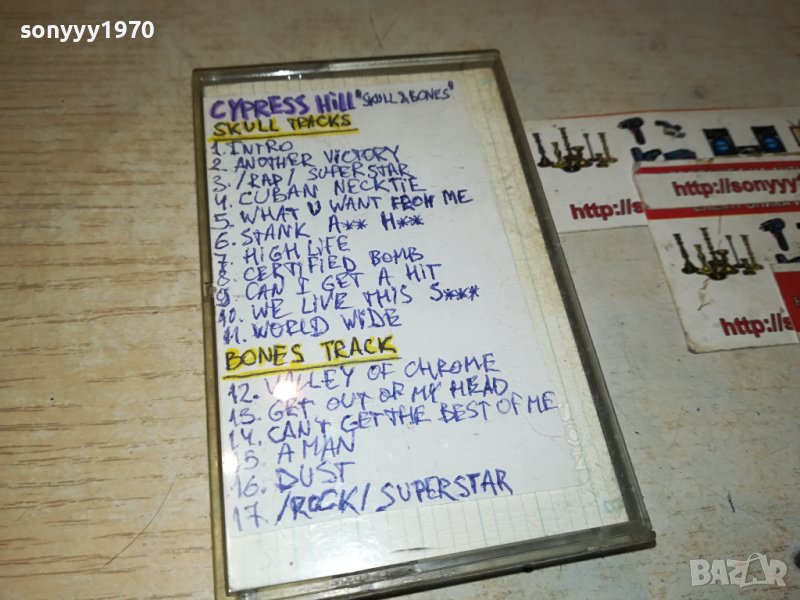 sonyyy1970
CYPRESS HiLL "SKULL & BONES"
SKULL TRACKS
1. INTRO
2. ANOTHER VICTORY
3. /RAP/ SUPERSTAR
4. CUBAN NECKTIE
5. WHAT U WANT FROM ME
6. STANK A** H**
7. HiGH LiFE
8. CERTiFiED BOMB
9. CAN I GET A HiT
10. WE LIVE THIS S***
11. WORLD WiDE
BONES TRACK
12. VALLEY OF CHROME
13. GET OUT OF MY HEAD
14. CAN'T GET THE BEST OF ME
15. A MAN
16. DUST
17. /ROCK/ SUPERSTAR
http://s
http://sonyyy1
http://so
BAZAR